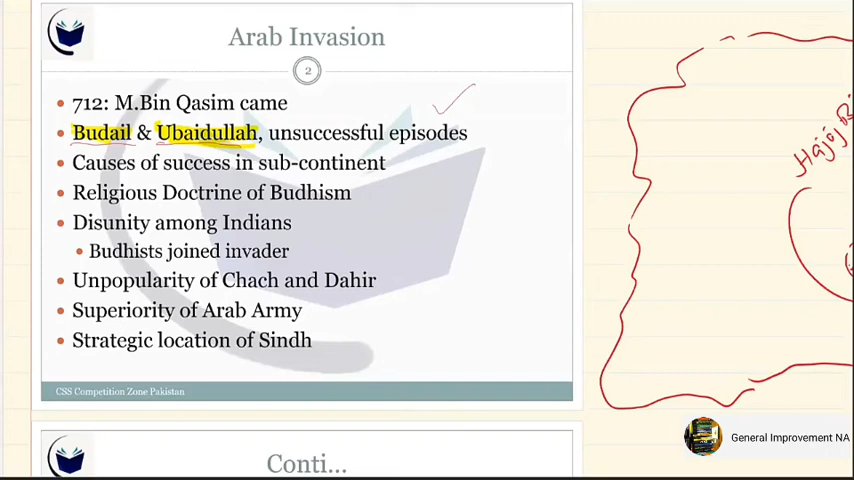 Arab Invasion
2
• 712: M.Bin Qasim came
• Budail & Ubaidullah, unsuccessful episodes
• Causes of success in sub-continent
• Religious Doctrine of Budhism
• Disunity among Indians
• Budhists joined invader
• Unpopularity of Chach and Dahir
• Superiority of Arab Army
• Strategic location of Sindh
CSS Competition Zone Pakistan
Conti...
Hajaj Bi
General Improvement NA